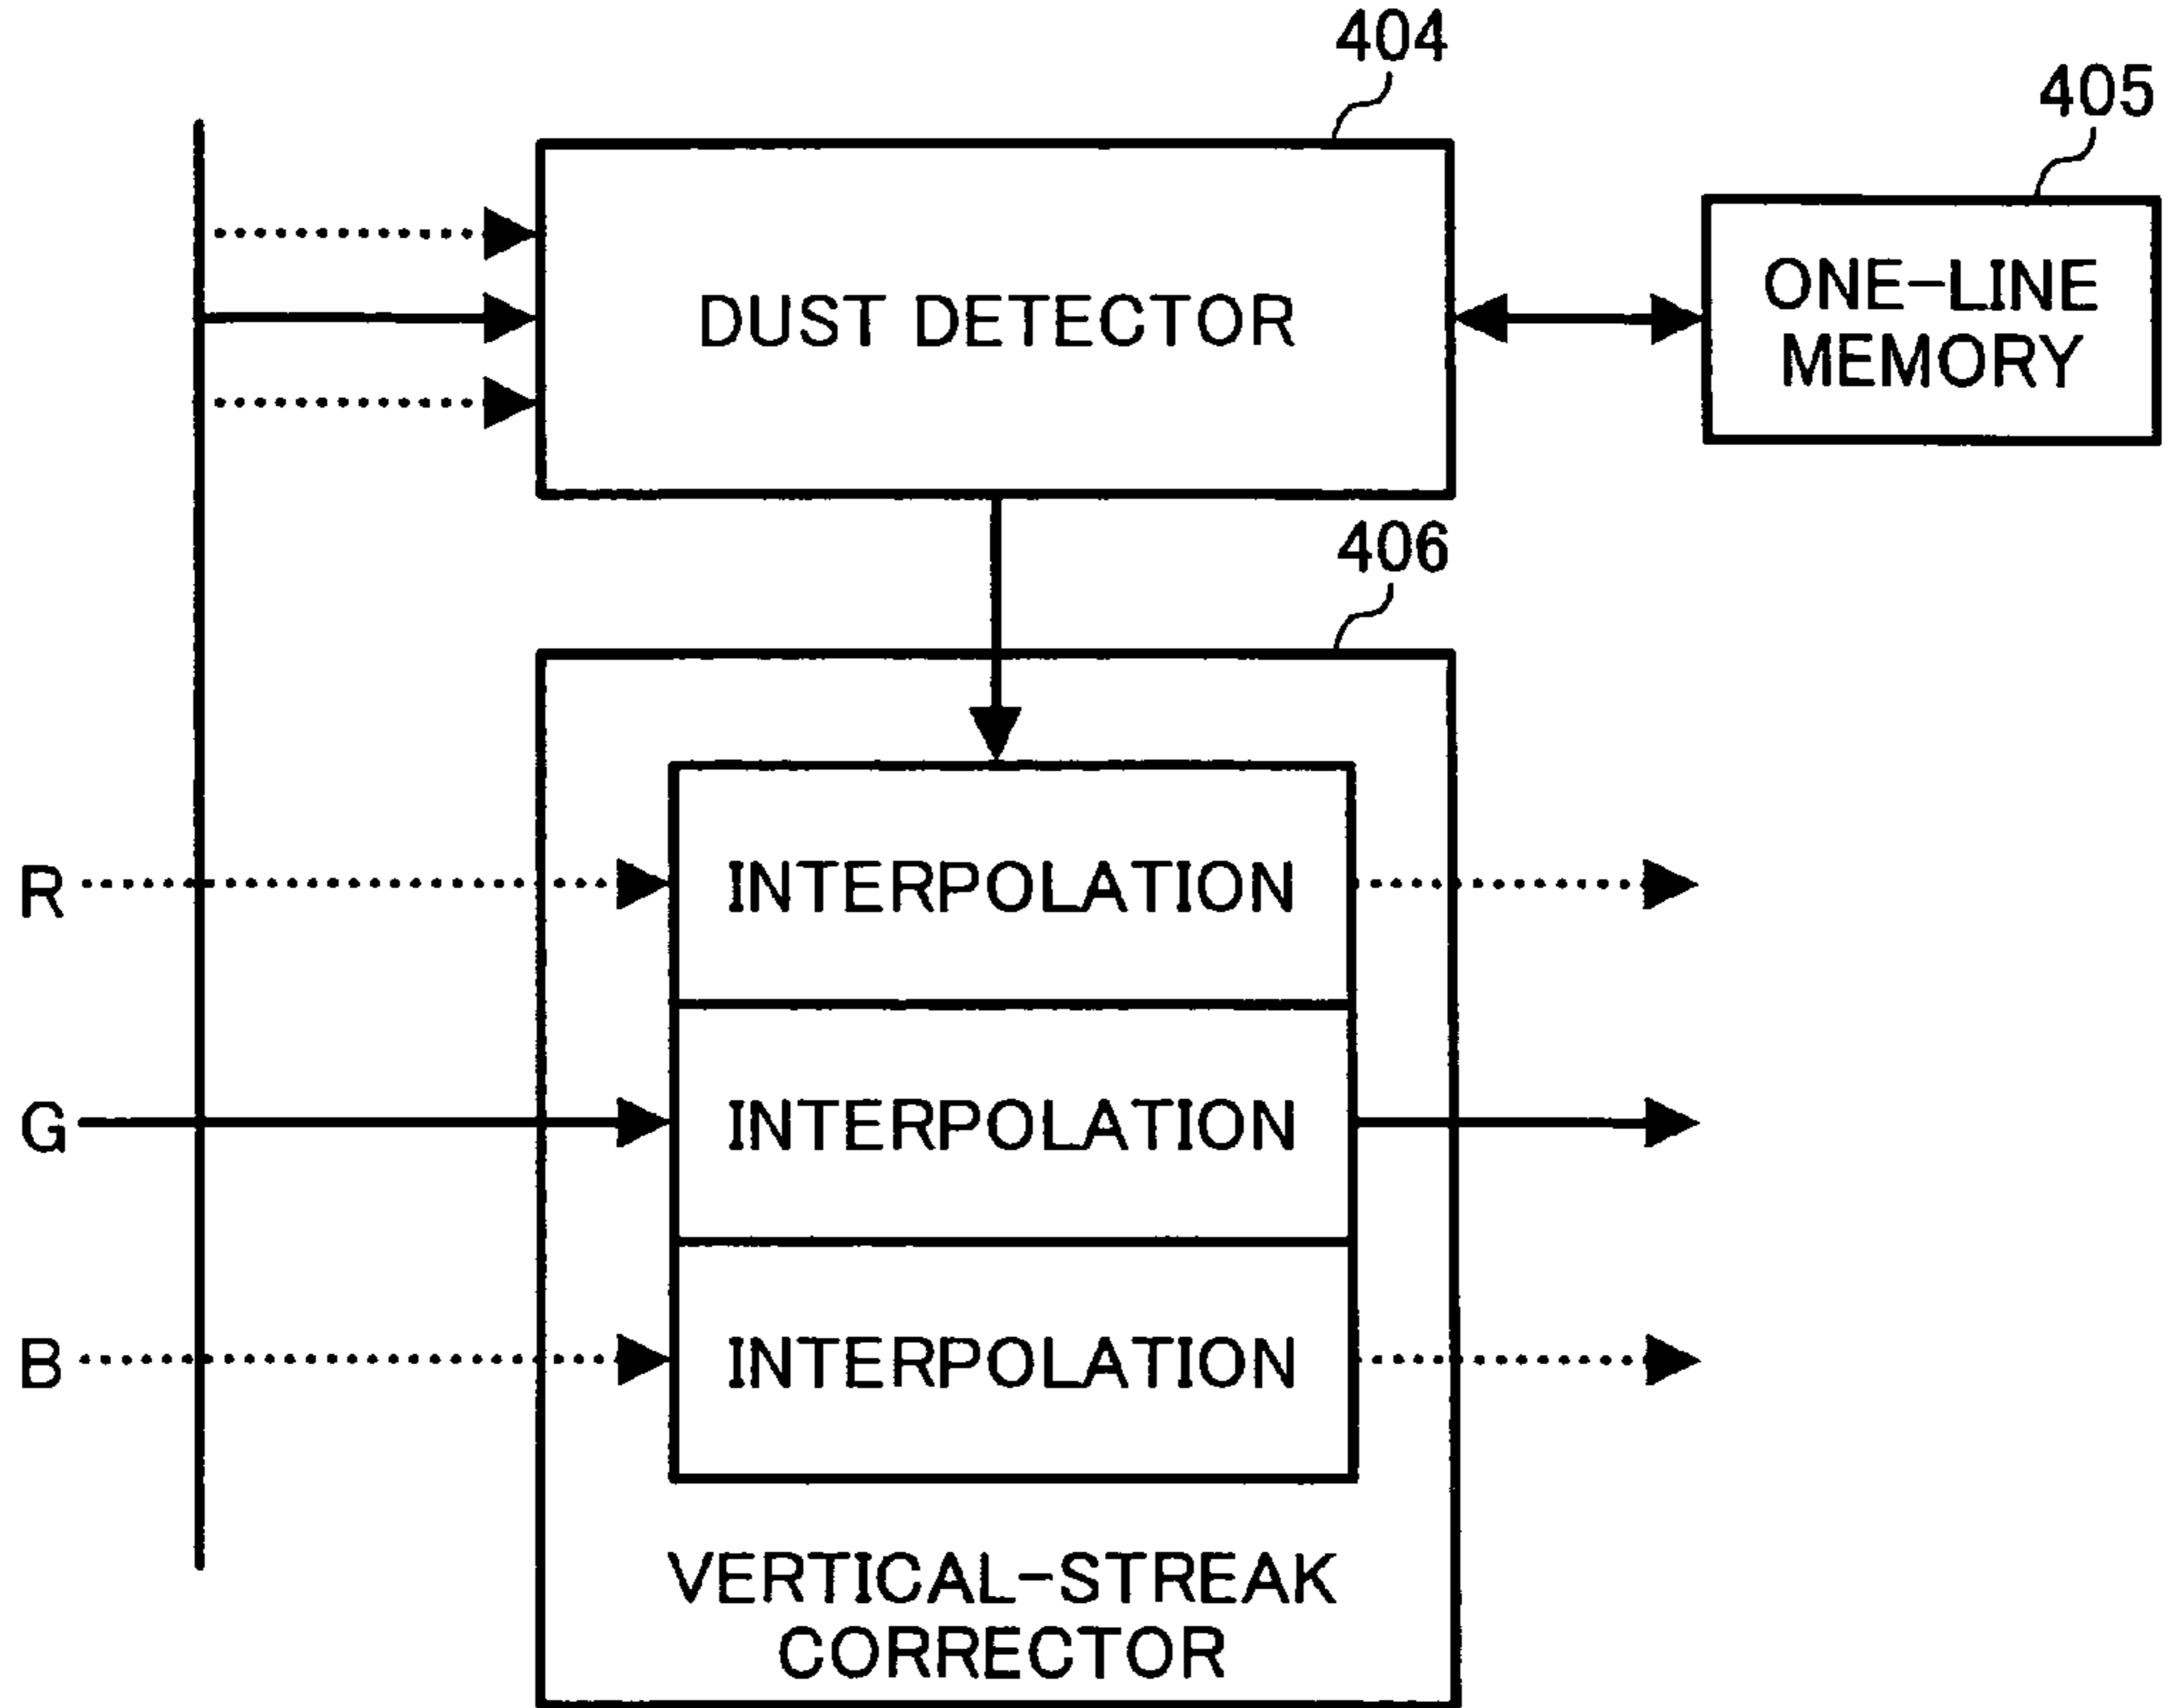 404
405
DUST DETECTOR
ONE-LINE
MEMORY
406
R
INTERPOLATION
G
INTERPOLATION
B
INTERPOLATION
VERTICAL-STREAK
CORRECTOR